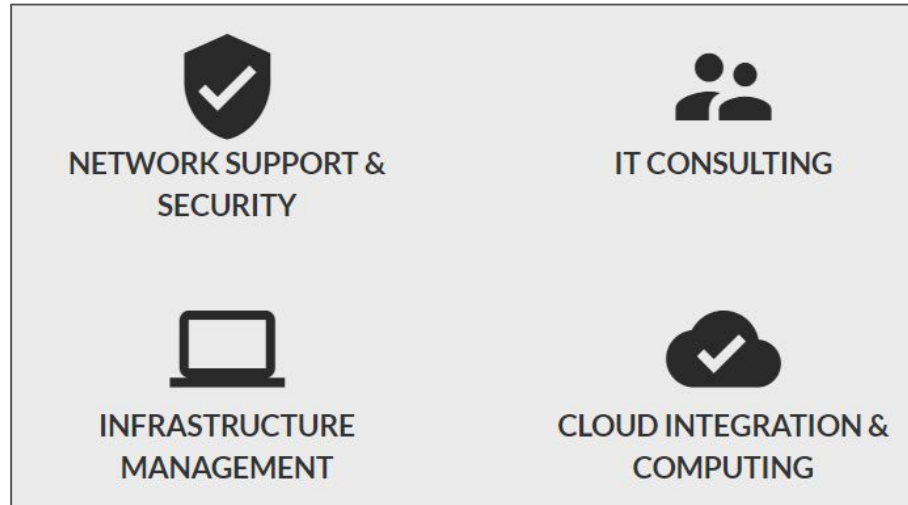 NETWORK SUPPORT &
SECURITY
IT CONSULTING
INFRASTRUCTURE
MANAGEMENT
CLOUD INTEGRATION &
COMPUTING